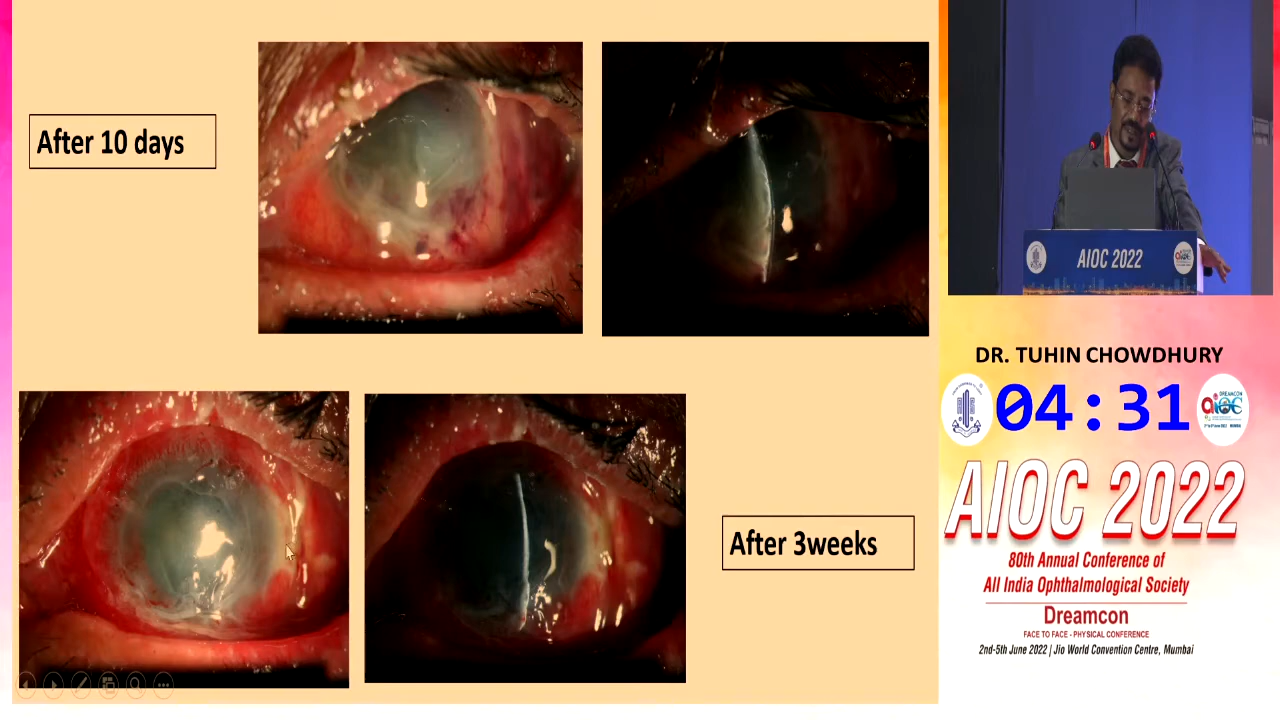 After 10 days
After 3weeks
AIOC 2022
DR. TUHIN CHOWDHURY
04:31
DREAMCON
AIOC 2022
80th Annual Conference of
All India Ophthalmological Society
Dreamcon
FACE TO FACE - PHYSICAL CONFERENCE
2nd-5th June 2022 | Jio World Convention Centre, Mumbai